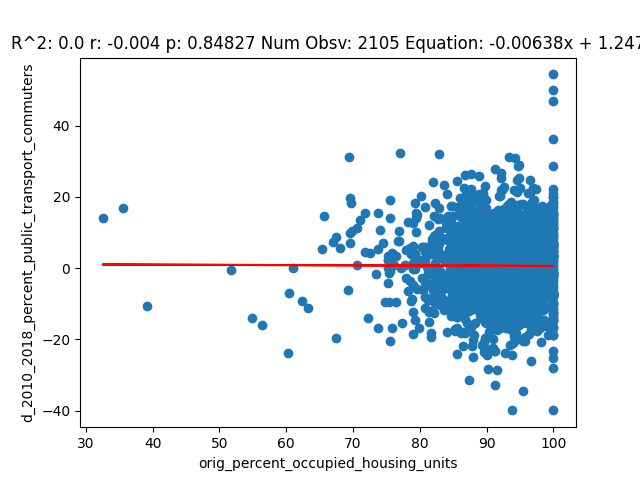 R^2: 0.0 r: -0.004 p: 0.84827 Num Obsv: 2105 Equation: -0.00638x + 1.247
d_2010_2018_percent_public_transport_commuters
40
20
0
−20
−40
30 40 50 60 70 80 90 100
orig_percent_occupied_housing_units